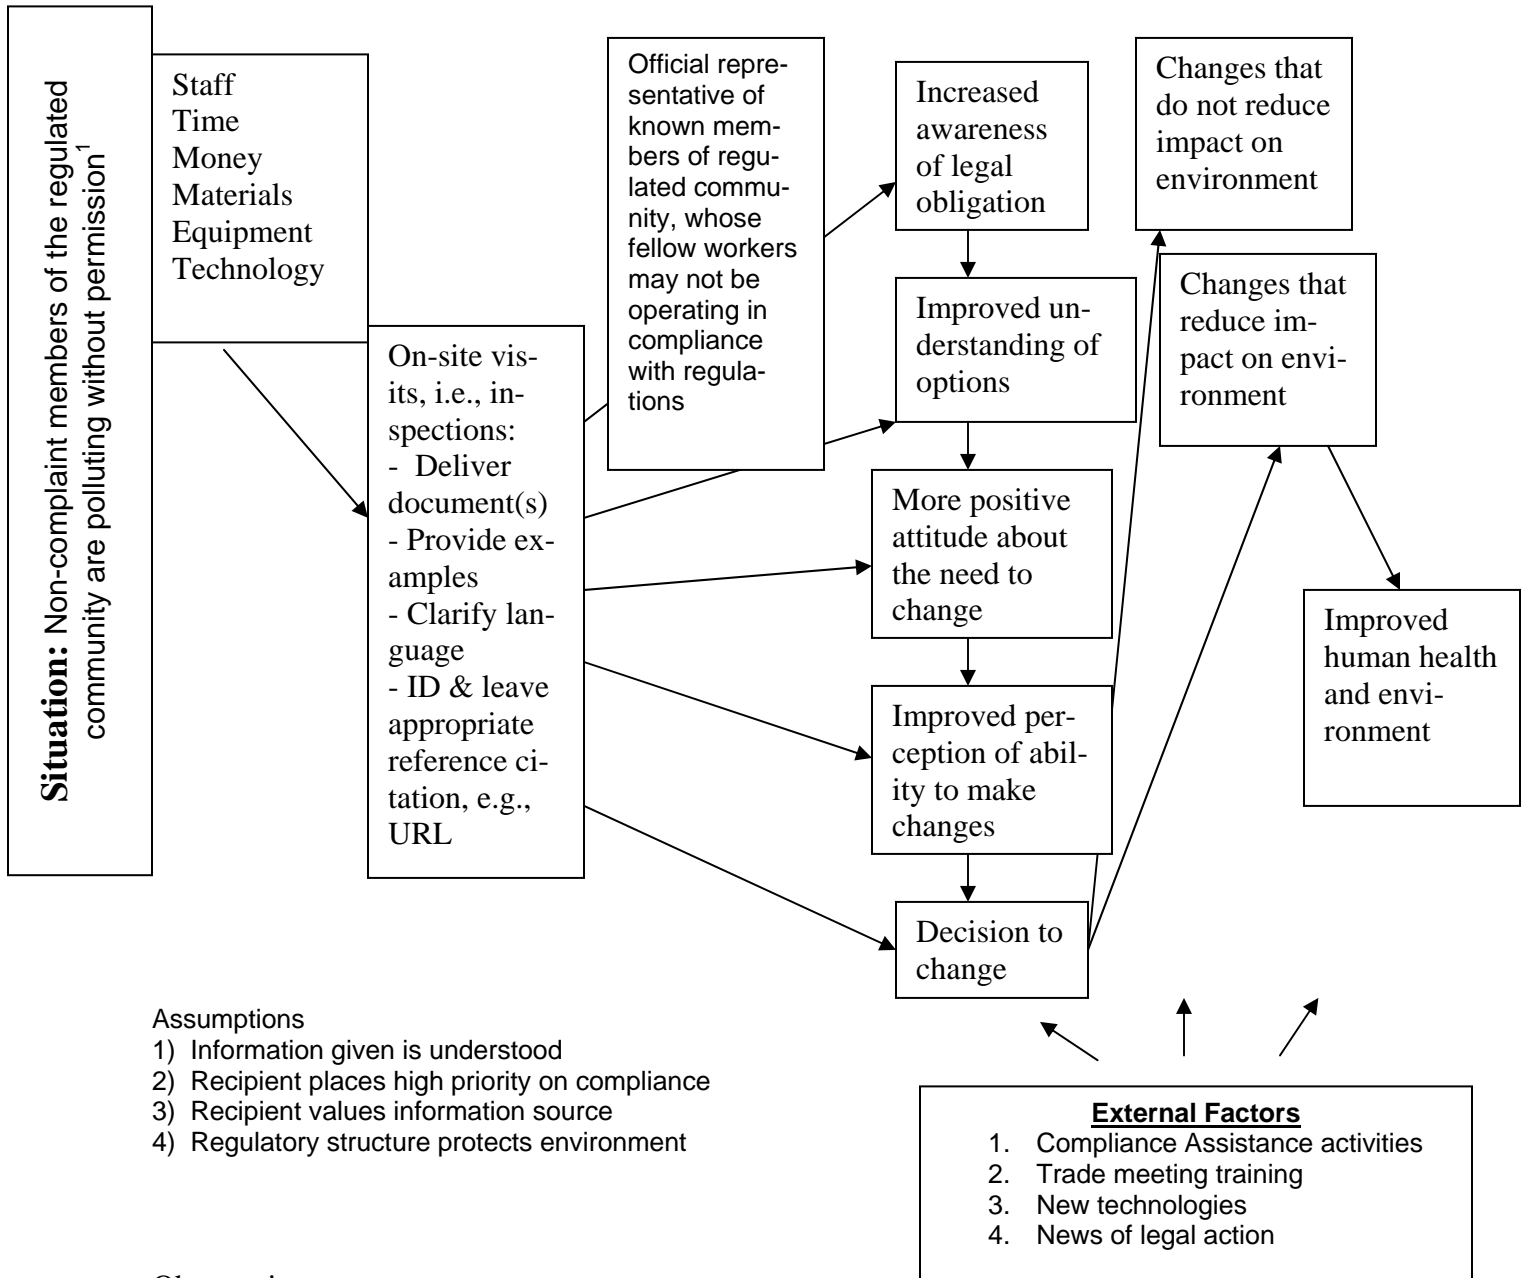 Situation: Non-complaint members of the regulated
community are polluting without permission1
Staff
Time
Money
Materials
Equipment
Technology
On-site vis-
its, i.e., in-
spections:
- Deliver
document(s)
- Provide ex-
amples
- Clarify lan-
guage
- ID & leave
appropriate
reference ci-
tation, e.g.,
URL
Official repre-
sentative of
known mem-
bers of regu-
lated commu-
nity, whose
fellow workers
may not be
operating in
compliance
with regula-
tions
Increased
awareness
of legal
obligation
Improved un-
derstanding of
options
More positive
attitude about
the need to
change
Improved per-
ception of abil-
ity to make
changes
Decision to
change
Changes that
do not reduce
impact on
environment
Changes that
reduce im-
pact on envi-
ronment
Improved
human health
and envi-
ronment
Assumptions
1) Information given is understood
2) Recipient places high priority on compliance
3) Recipient values information source
4) Regulatory structure protects environment
External Factors
1. Compliance Assistance activities
2. Trade meeting training
3. New technologies
4. News of legal action